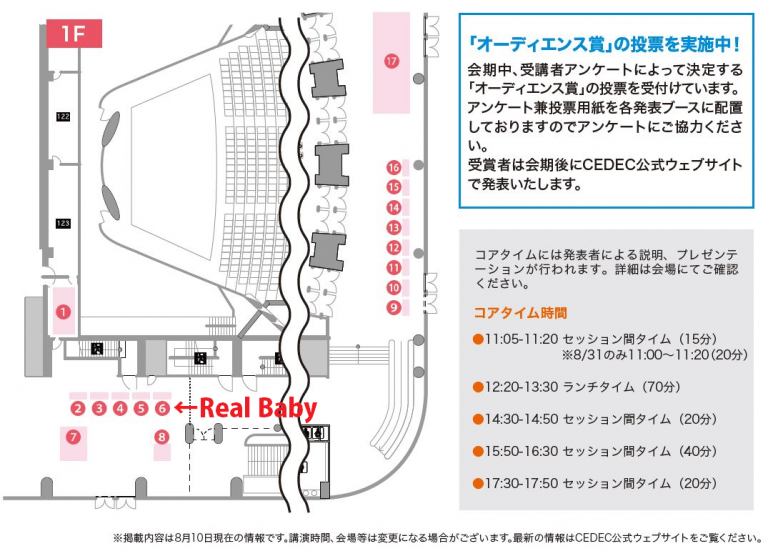 1F
122
123
1
2
3
4
5
6
←Real Baby
7
8
17
16
15
14
13
12
11
10
9
「オーディエンス賞」の投票を実施中！
会期中、受講者アンケートによって決定する
「オーディエンス賞」の投票を受付けています。
アンケート兼投票用紙を各発表ブースに配置
しておりますのでアンケートにご協力くださ
い。
受賞者は会期後にCEDEC公式ウェブサイト
で発表いたします。
コアタイムには発表者による説明、プレゼンテ
ーションが行われます。詳細は会場にてご確認
ください。
コアタイム時間
●11:05-11:20 セッション間タイム（15分）
※8/31のみ11:00〜11:20（20分）
●12:20-13:30 ランチタイム（70分）
●14:30-14:50 セッション間タイム（20分）
●15:50-16:30 セッション間タイム（40分）
●17:30-17:50 セッション間タイム（20分）
※掲載内容は8月10日現在の情報です。講演時間、会場等は変更になる場合がございます。最新の情報はCEDEC公式ウェブサイトをご覧ください。